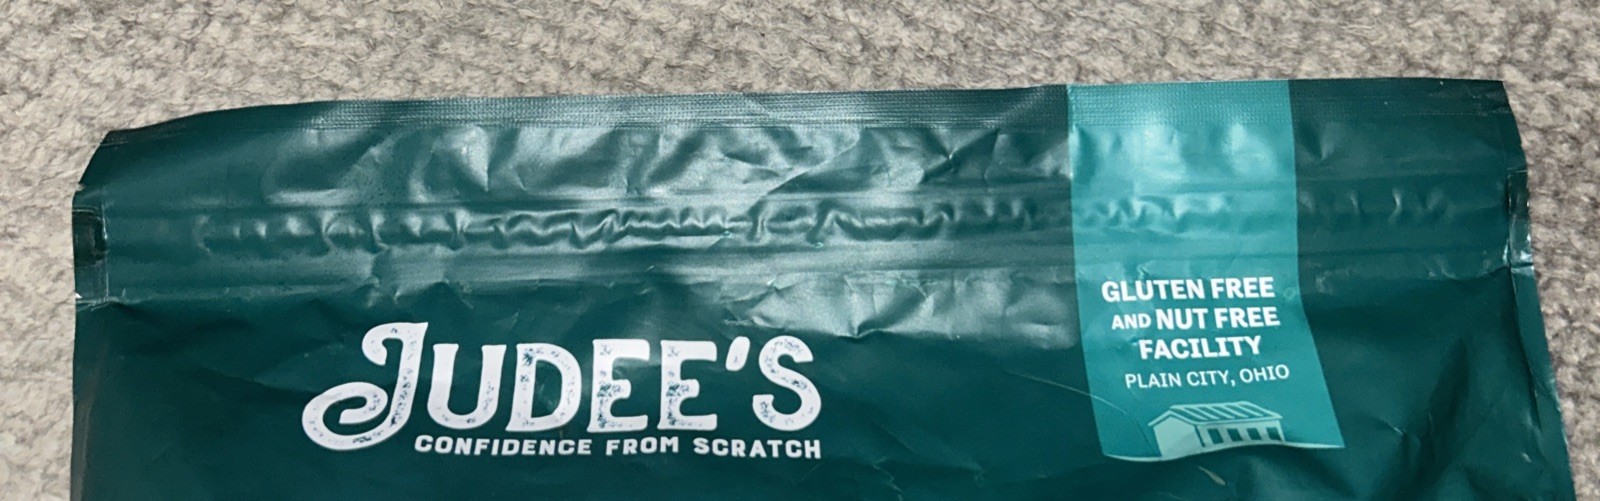 JUDEE'S
CONFIDENCE FROM SCRATCH
GLUTEN FREE
AND NUT FREE
FACILITY
PLAIN CITY, OHIO